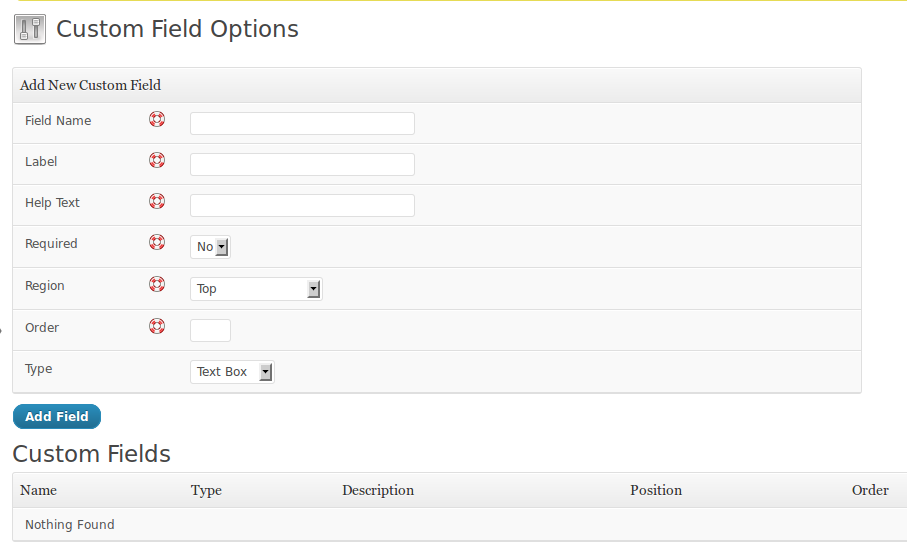 Custom Field Options
Add New Custom Field
Field Name
Label
Help Text
Required No
Region Top
Order
Type Text Box
Add Field
Custom Fields
Name Type Description Position Order
Nothing Found